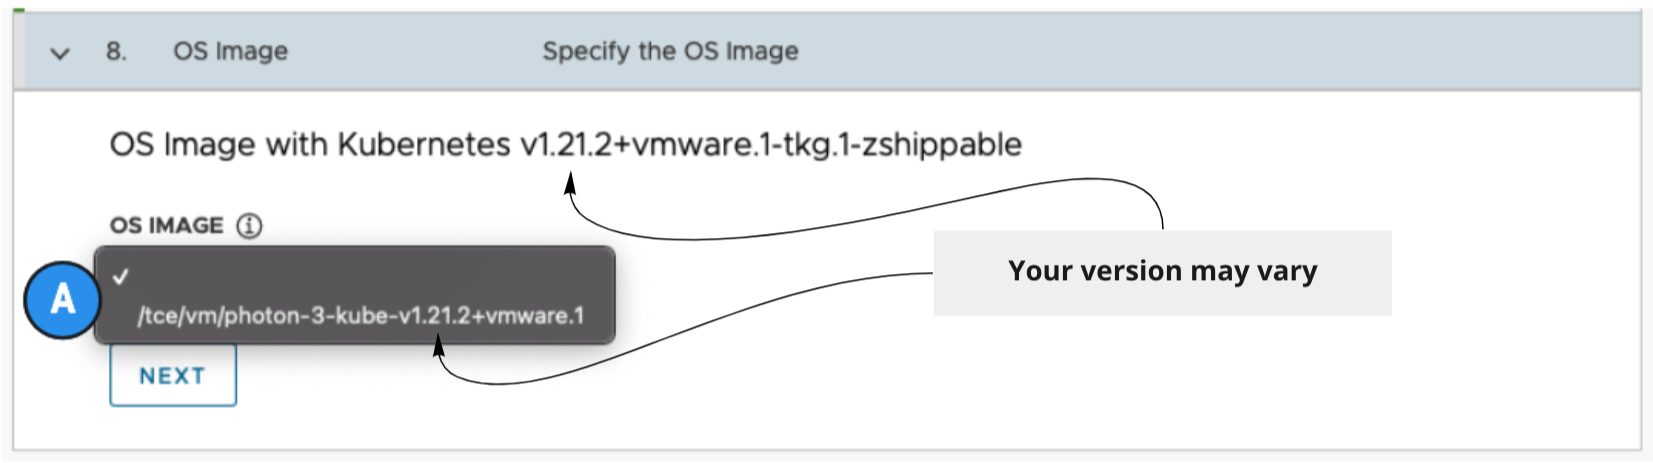 8. OS Image Specify the OS Image
OS Image with Kubernetes v1.21.2+vmware.1-tkg.1-zshippable
OS IMAGE
A
/tce/vm/photon-3-kube-v1.21.2+vmware.1
Your version may vary
NEXT